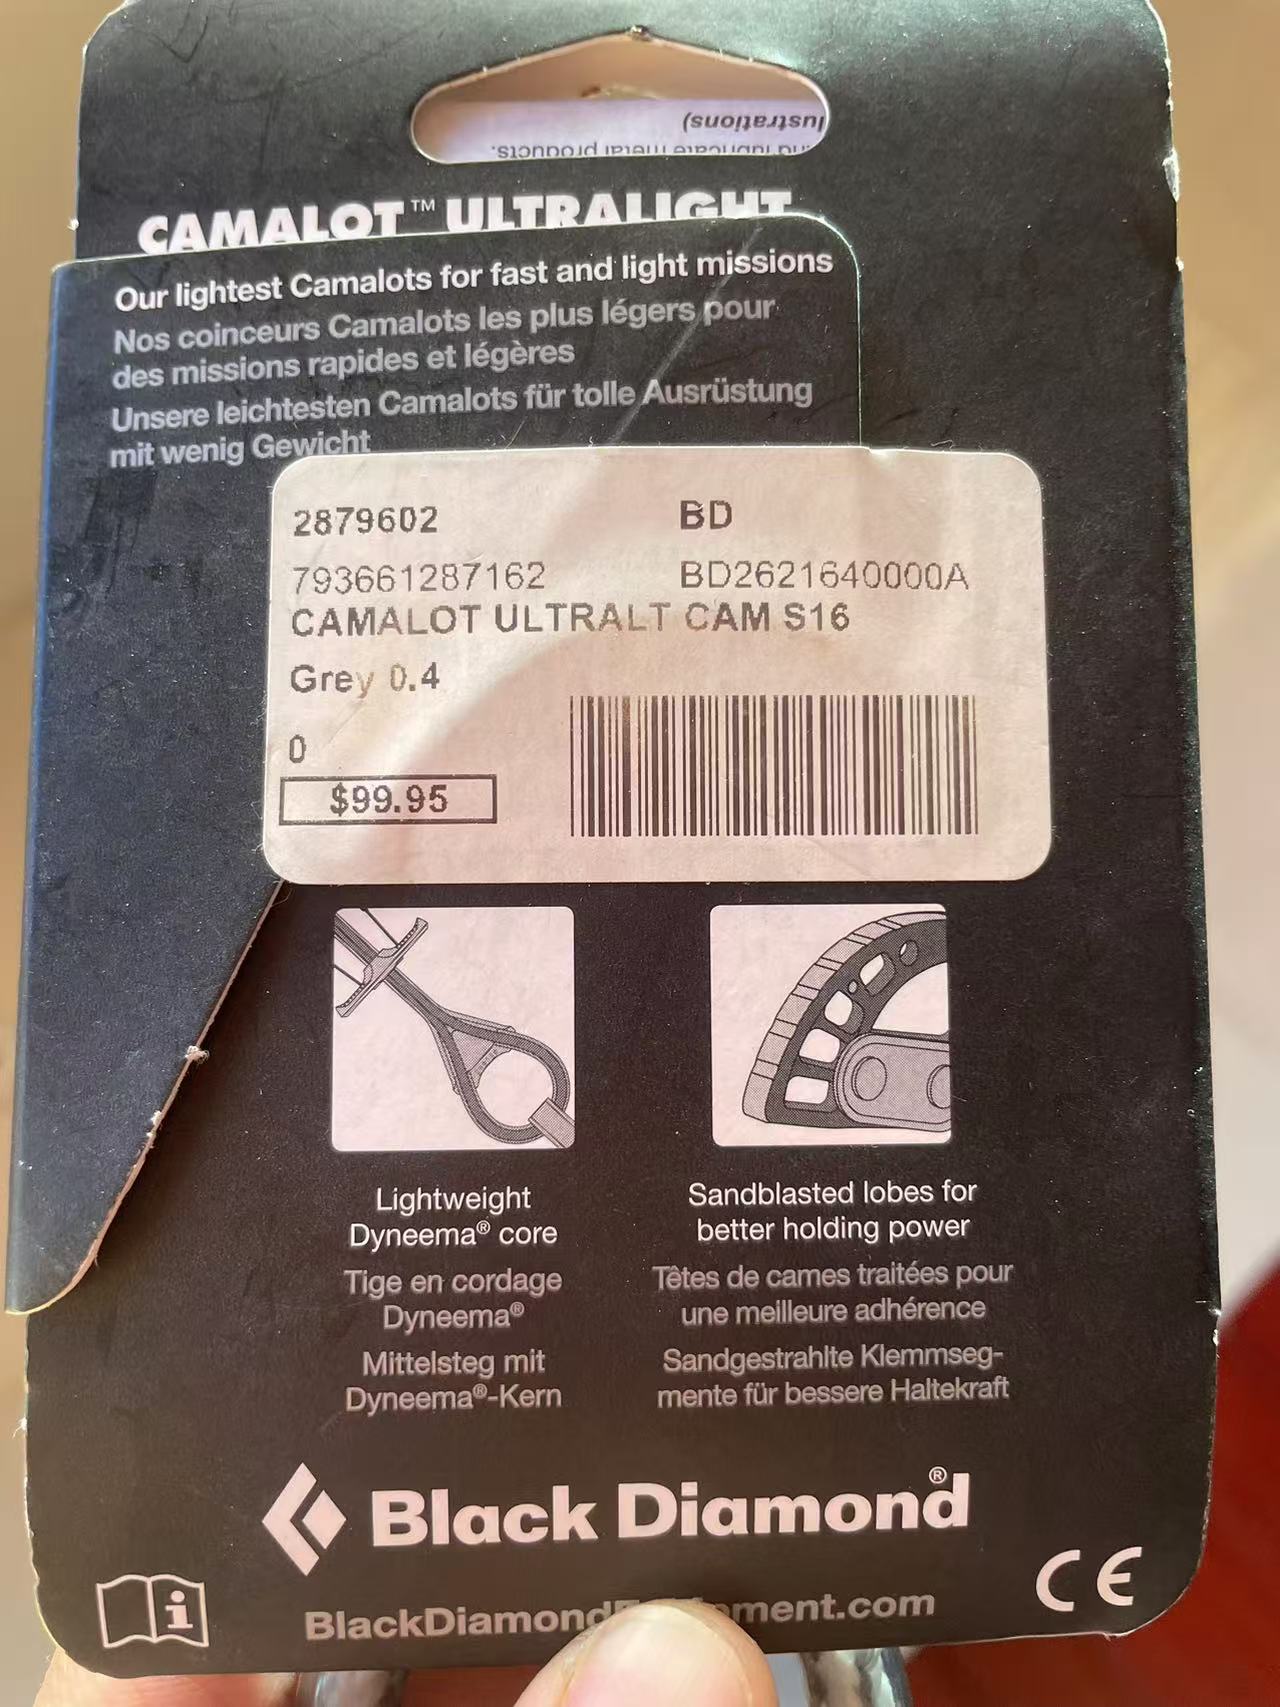 lustrations)
CAMALOT™ ULTRALIGHT
Our lightest Camalots for fast and light missions
Nos coinceurs Camalots les plus légers pour
des missions rapides et légères
Unsere leichtesten Camalots für tolle Ausrüstung
mit wenig Gewicht
2879602 BD
793661287162 BD2621640000A
CAMALOT ULTRALT CAM S16
Grey 0.4
0
$99.95
Lightweight
Dyneema® core
Tige en cordage
Dyneema®
Mittelsteg mit
Dyneema®-Kern
Sandblasted lobes for
better holding power
Têtes de cames traitées pour
une meilleure adhérence
Sandgestrahlte Klemmseg-
mente für bessere Haltekraft
Black Diamond®
CE
BlackDiamond ment.com